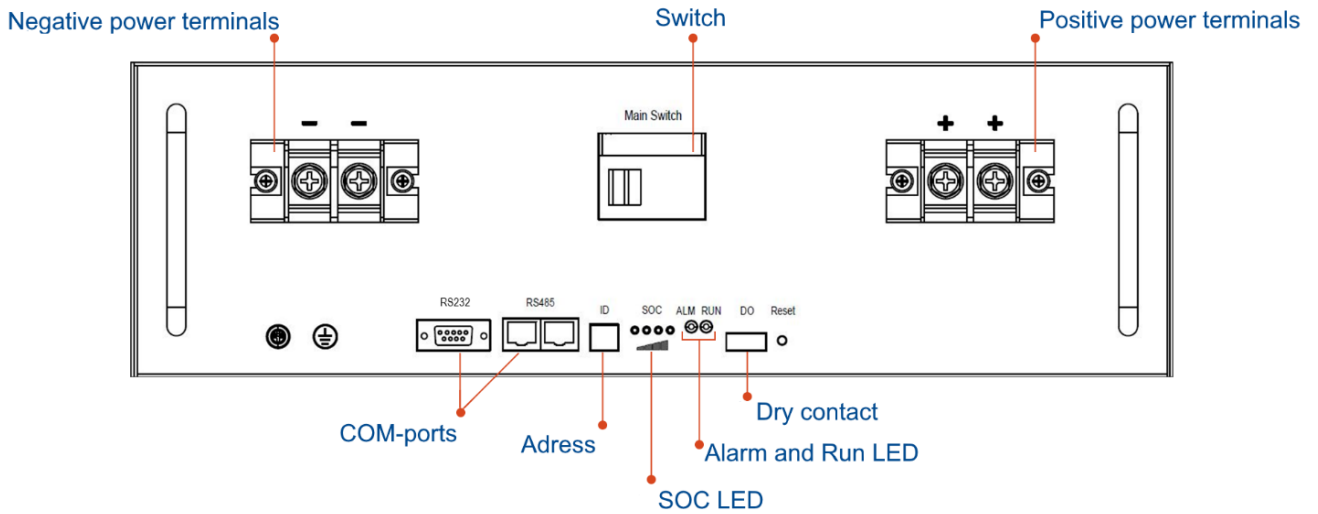 Negative power terminals
Switch
Positive power terminals
Main Switch
RS232
RS485
ID
SOC
ALM RUN
DO
Reset
COM-ports
Adress
Dry contact
Alarm and Run LED
SOC LED